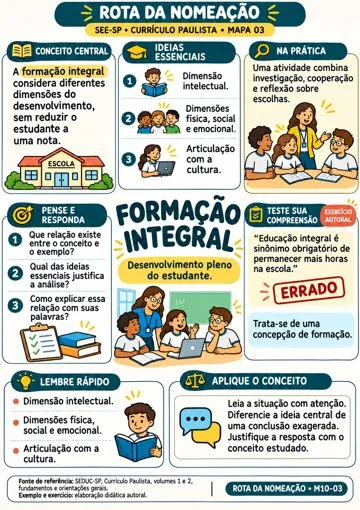 ROTA DA NOMEAÇÃO
SEE-SP • CURRÍCULO PAULISTA • MAPA 03
CONCEITO CENTRAL
A formação integral
considera diferentes
dimensões do
desenvolvimento,
sem reduzir o
estudante a
uma nota.
ESCOLA
IDEIAS
ESSENCIAIS
1
Dimensão
intelectual.
2
Dimensões
física, social
e emocional.
3
Articulação
com a
cultura.
NA PRÁTICA
Uma atividade combina
investigação, cooperação
e reflexão sobre
escolhas.
PENSE E
RESPONDA
1
Que relação existe
entre o conceito e
o exemplo?
2
Qual das ideias
essenciais justifica
a análise?
3
Como explicar essa
relação com suas
palavras?
FORMAÇÃO
INTEGRAL
Desenvolvimento pleno
do estudante.
TESTE SUA
COMPREENSÃO
EXERCÍCIO
AUTORAL
“Educação integral é
sinônimo obrigatório de
permanecer mais horas
na escola.”
ERRADO
Trata-se de uma
concepção de formação.
LEMBRE RÁPIDO
• Dimensão intelectual.
• Dimensões física,
social e emocional.
• Articulação com a
cultura.
APLIQUE O CONCEITO
Leia a situação com atenção.
Diferencie a ideia central de
uma conclusão exagerada.
Justifique a resposta com o
conceito estudado.
Fonte de referência: SEDUC-SP, Currículo Paulista, volumes 1 e 2,
fundamentos e orientações gerais.
Exemplo e exercício: elaboração didática autoral.
ROTA DA NOMEAÇÃO • M10-03